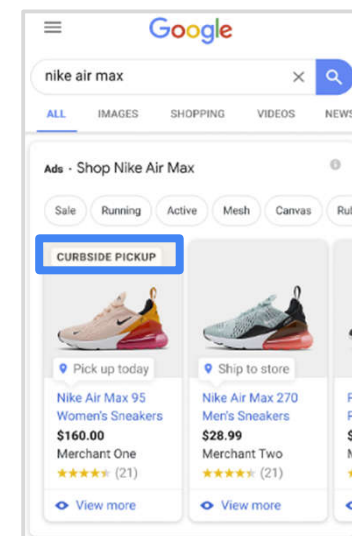 Google
nike air max
ALL IMAGES SHOPPING VIDEOS NEWS
Ads · Shop Nike Air Max
Sale Running Active Mesh Canvas
CURBSIDE PICKUP
Pick up today
Nike Air Max 95
Women's Sneakers
$160.00
Merchant One
(21)
View more
Ship to store
Nike Air Max 270
Men's Sneakers
$28.99
Merchant Two
(21)
View more